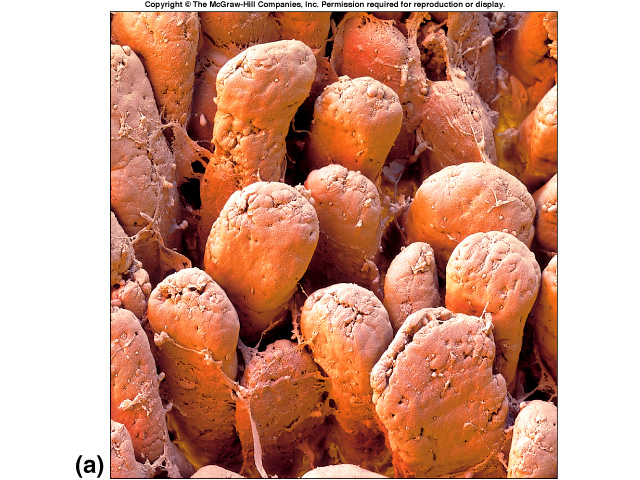 Copyright © The McGraw-Hill Companies, Inc. Permission required for reproduction or display.
(a)